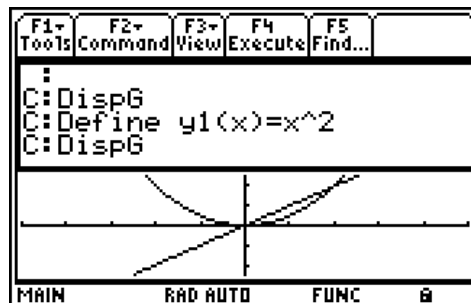 F1 F2 F3 F4 F5
Tools Command View Execute Find...
:
C:DispG
C:Define y1(x)=x^2
C:DispG
MAIN RAD AUTO FUNC